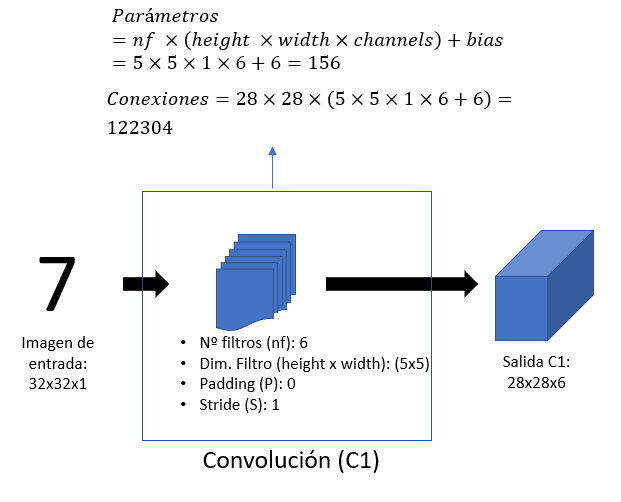 Parámetros
= nf × (height × width × channels) + bias
= 5 × 5 × 1 × 6 + 6 = 156
Conexiones = 28 × 28 × (5 × 5 × 1 × 6 + 6) =
122304
7
Imagen de
entrada:
32x32x1
• Nº filtros (nf): 6
• Dim. Filtro (height x width): (5x5)
• Padding (P): 0
• Stride (S): 1
Salida C1:
28x28x6
Convolución (C1)